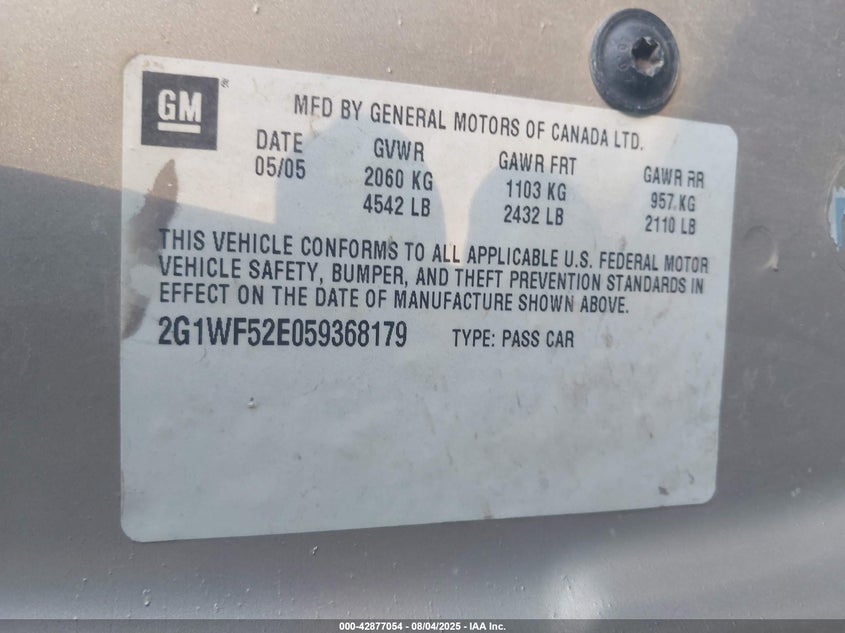 GM
MFD BY GENERAL MOTORS OF CANADA LTD.
DATE GVWR GAWR FRT GAWR RR
05/05 2060 KG 1103 KG 957 KG
4542 LB 2432 LB 2110 LB
THIS VEHICLE CONFORMS TO ALL APPLICABLE U.S. FEDERAL MOTOR
VEHICLE SAFETY, BUMPER, AND THEFT PREVENTION STANDARDS IN
EFFECT ON THE DATE OF MANUFACTURE SHOWN ABOVE.
2G1WF52E059368179 TYPE: PASS CAR
000-42877054 - 08/04/2025 - IAA Inc.